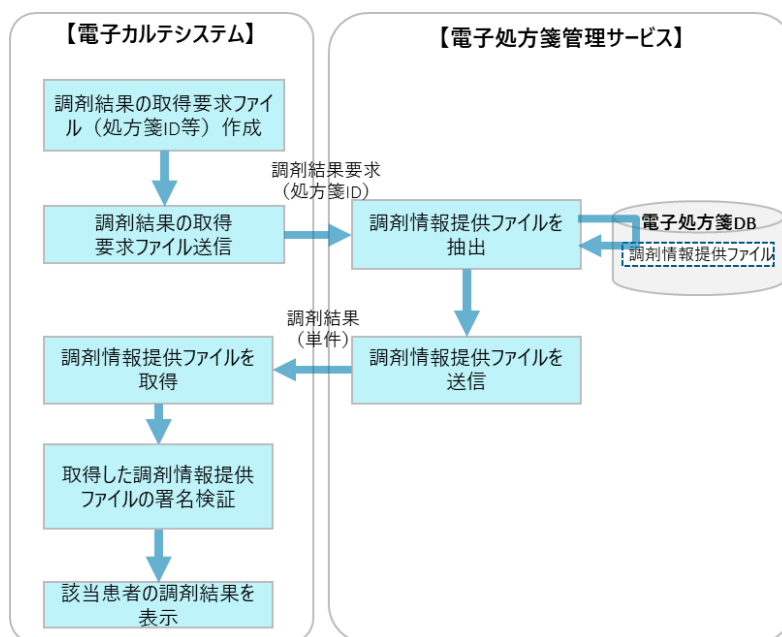 【電子カルテシステム】
【電子処方箋管理サービス】
調剤結果の取得要求ファイ
ル（処方箋ID等）作成
調剤結果要求
（処方箋ID）
調剤結果の取得
要求ファイル送信
調剤情報提供ファイルを
抽出
電子処方箋DB
調剤情報提供ファイル
調剤結果
（単件）
調剤情報提供ファイルを
送信
調剤情報提供ファイルを
取得
取得した調剤情報提供
ファイルの署名検証
該当患者の調剤結果を
表示